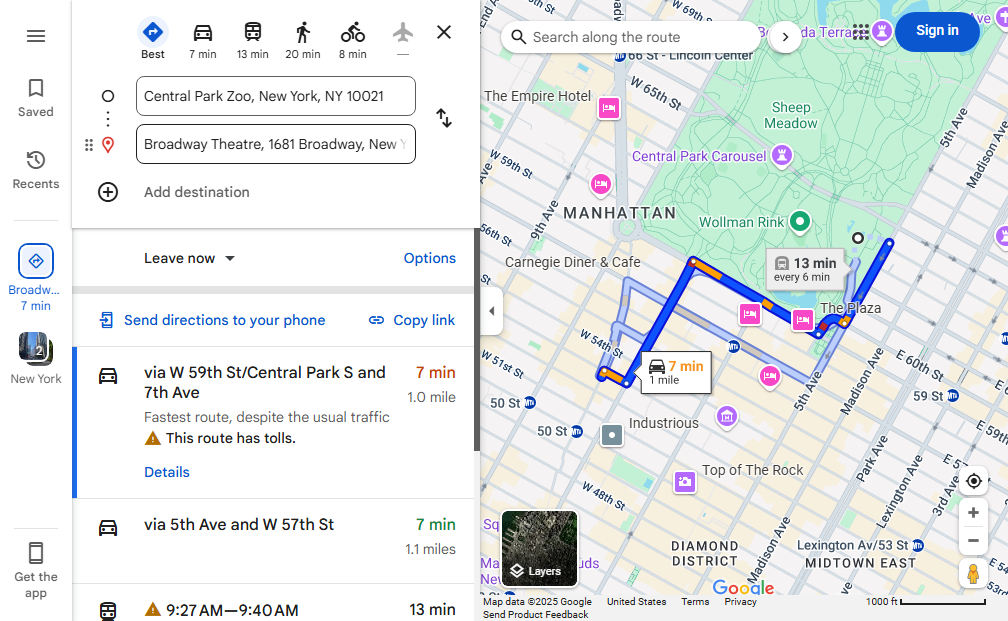 Saved
Recents
Broadw...
7 min
2
New York
Get the
app
Best
7 min
13 min
20 min
8 min
—
Central Park Zoo, New York, NY 10021
Broadway Theatre, 1681 Broadway, New Y
Add destination
Leave now
Options
Send directions to your phone
Copy link
via W 59th St/Central Park S and
7th Ave
7 min
1.0 mile
Fastest route, despite the usual traffic
This route has tolls.
Details
via 5th Ave and W 57th St
7 min
1.1 miles
9:27 AM—9:40 AM
13 min
Search along the route
Sign in
W 69th St
66 St - Lincoln Center
The Empire Hotel
W 65th St
Sheep
Meadow
5th Ave
Madison Ave
Central Park Carousel
W 59th St
9th Ave
MANHATTAN
Wollman Rink
56th St
Carnegie Diner & Cafe
13 min
every 6 min
The Plaza
W 54th St
W 51st St
7 min
1 mile
E 60th St
5th Ave
Madison Ave
59 St
50 St
50 St
Industrious
Park Ave
Lexington Ave
3rd Ave
Top of The Rock
W 48th St
Madison Ave
DIAMOND
DISTRICT
Lexington Av/53 St
MIDTOWN EAST
Layers
Google
Map data ©2025 Google
United States
Terms
Privacy
1000 ft
Send Product Feedback